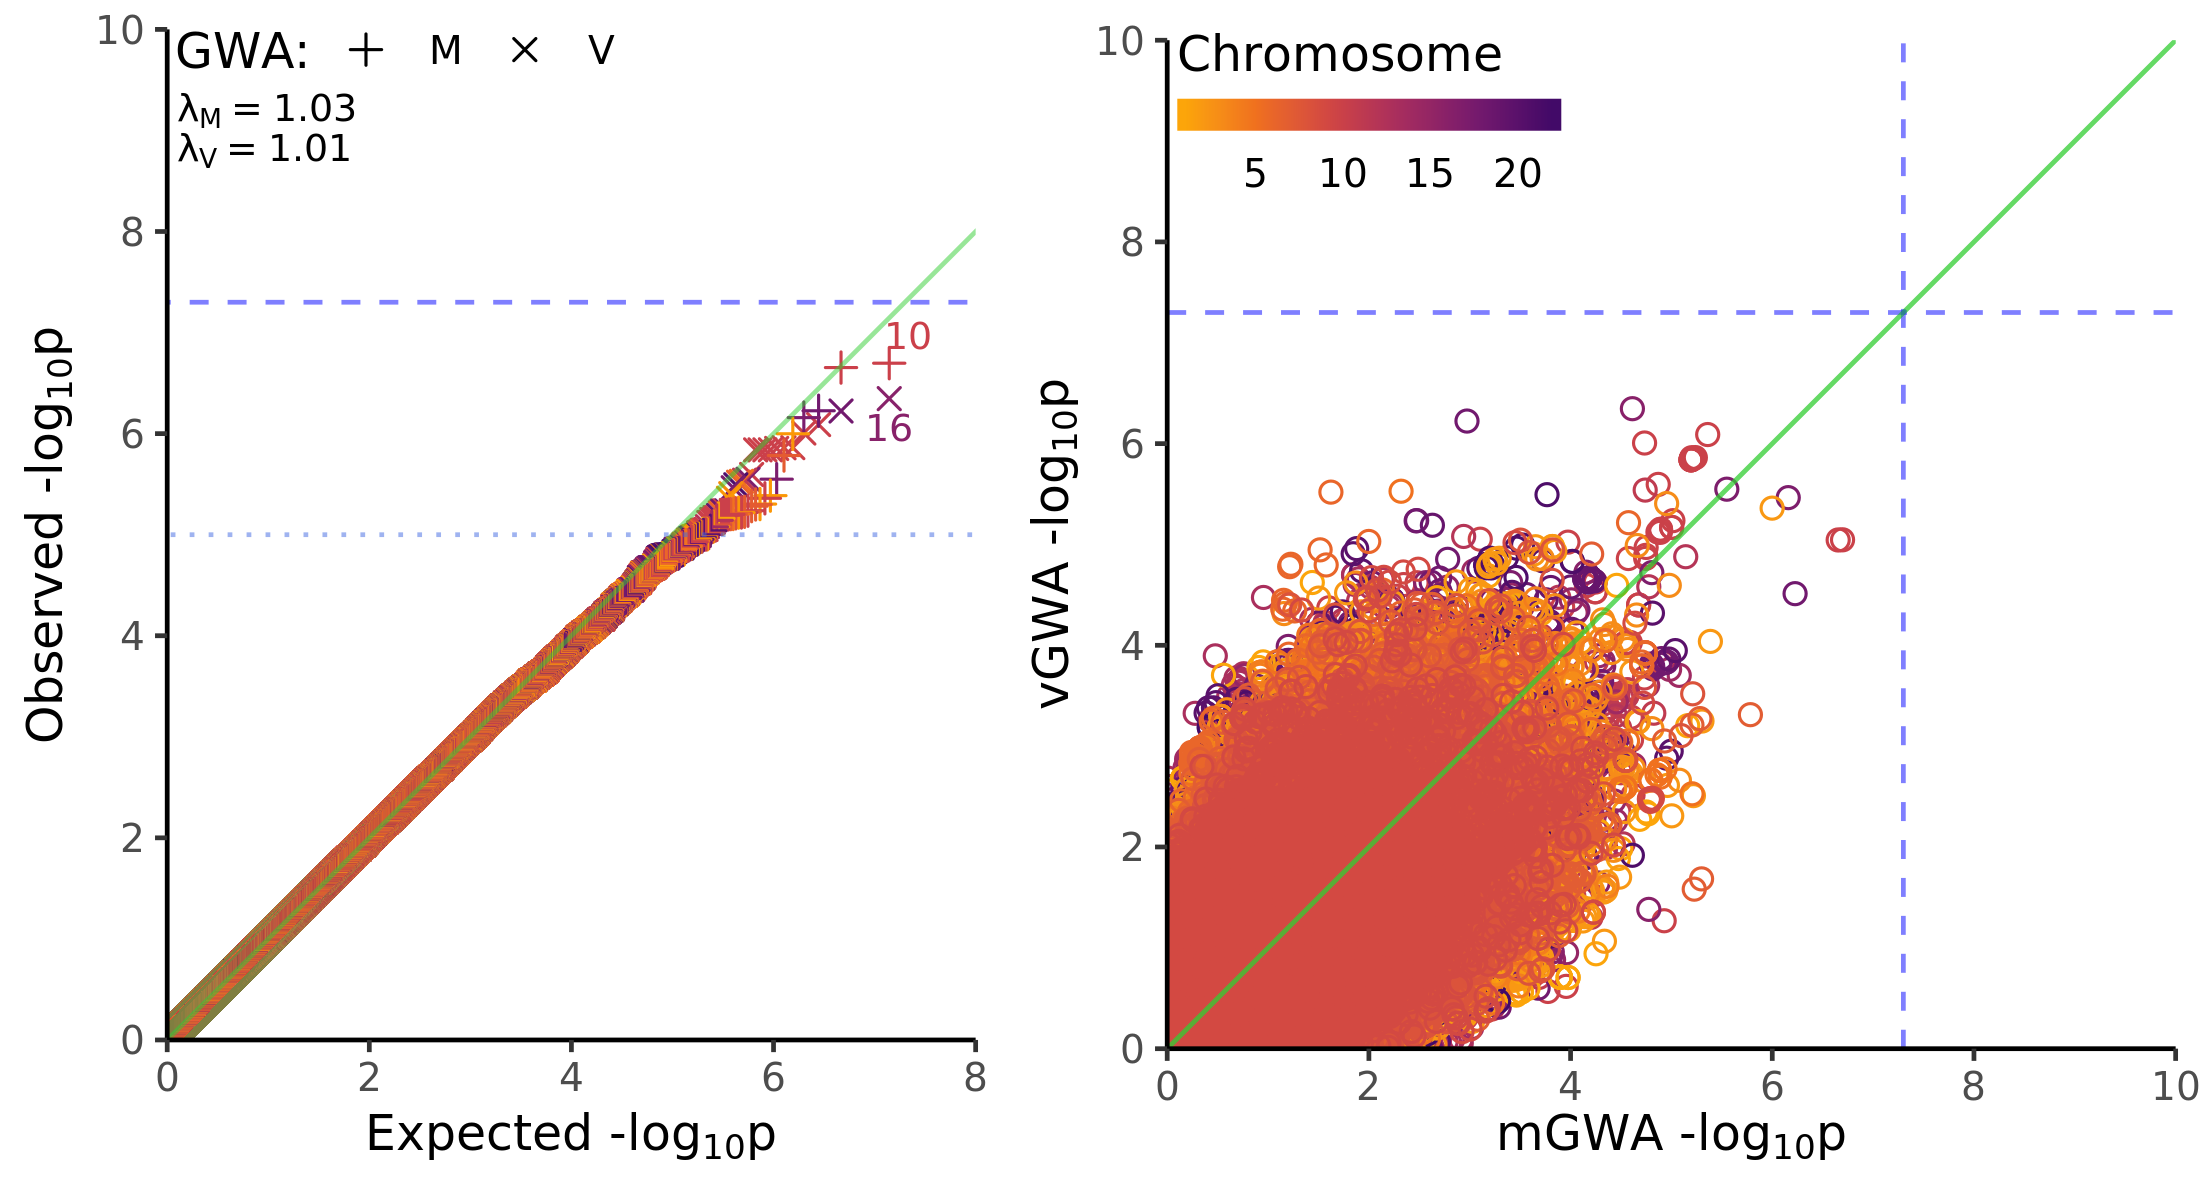 GWA: + M × V
λM = 1.03
λV = 1.01
10
8
6
4
2
0
10
16
0 2 4 6 8
Expected -log10p
Observed -log10p
Chromosome
5 10 15 20
10
8
6
4
2
0
0 2 4 6 8 10
mGWA -log10p
vGWA -log10p